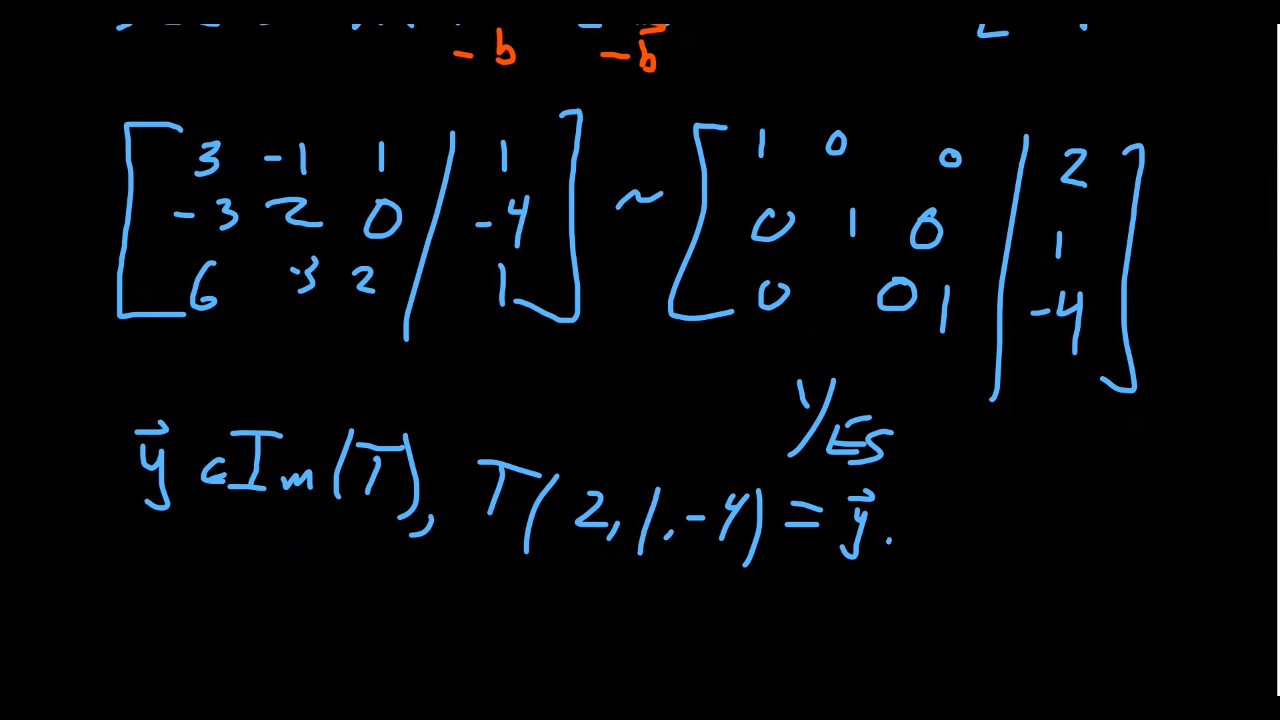 - b - b
[ 3 -1 1 | 1 ] ~ [ 1 0 0 | 2 ]
[ -3 2 0 | -4 ] [ 0 1 0 | 1 ]
[ 6 -3 2 | 1 ] [ 0 0 1 | -4 ]
YES
y⃗ ∈ Im(T), T(2,1,-4) = y⃗.